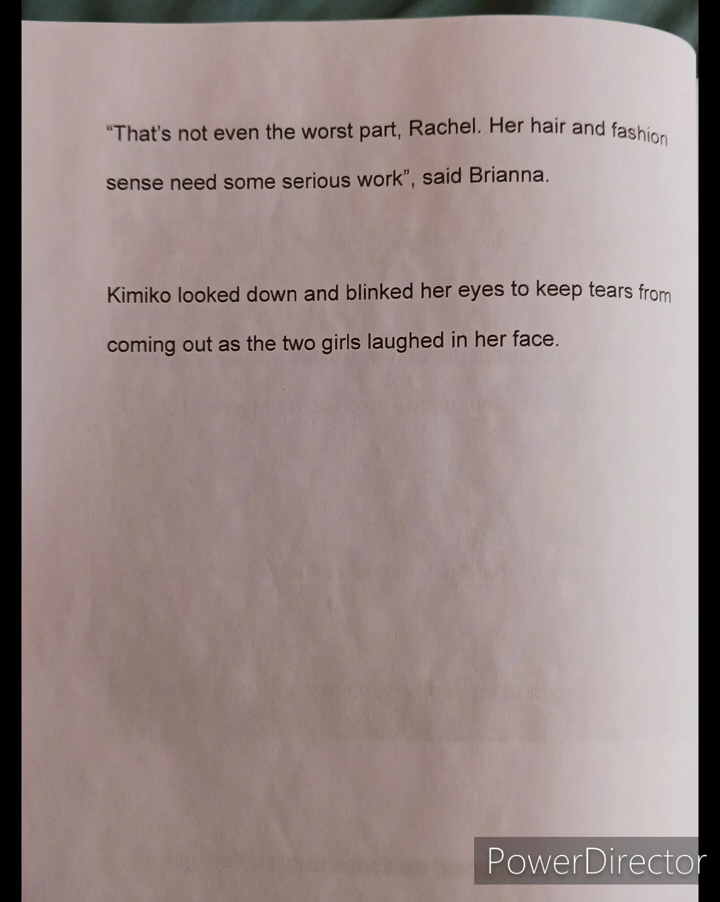 “That’s not even the worst part, Rachel. Her hair and fashion
sense need some serious work”, said Brianna.
Kimiko looked down and blinked her eyes to keep tears from
coming out as the two girls laughed in her face.
PowerDirector